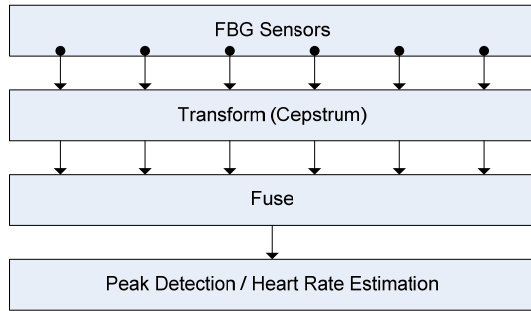 FBG Sensors
Transform (Cepstrum)
Fuse
Peak Detection / Heart Rate Estimation